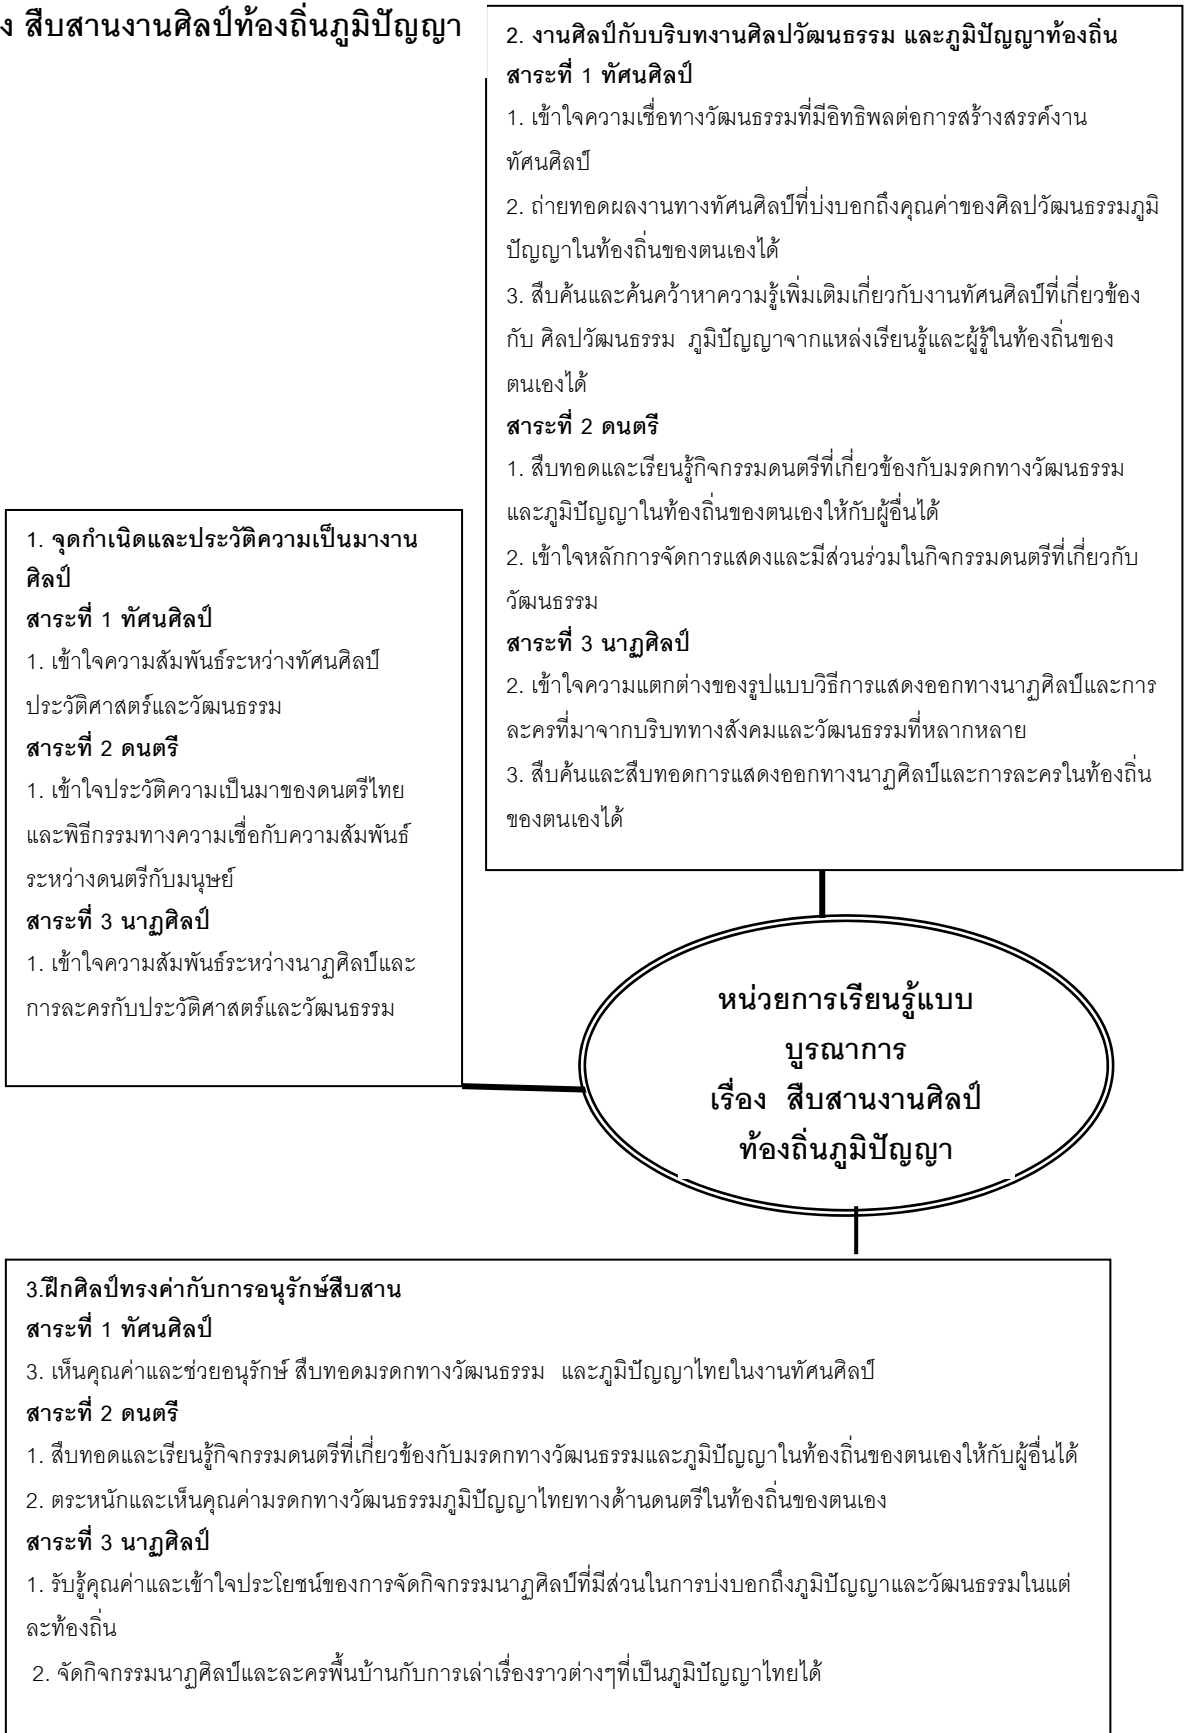 ง สืบสานงานศิลป์ท้องถิ่นภูมิปัญญา
2. งานศิลป์กับบริบทงานศิลปวัฒนธรรม และภูมิปัญญาท้องถิ่น
สาระที่ 1 ทัศนศิลป์
1. เข้าใจความเชื่อทางวัฒนธรรมที่มีอิทธิพลต่อการสร้างสรรค์งาน
ทัศนศิลป์
2. ถ่ายทอดผลงานทางทัศนศิลป์ที่บ่งบอกถึงคุณค่าของศิลปวัฒนธรรมภูมิ
ปัญญาในท้องถิ่นของตนเองได้
3. สืบค้นและค้นคว้าหาความรู้เพิ่มเติมเกี่ยวกับงานทัศนศิลป์ที่เกี่ยวข้อง
กับ ศิลปวัฒนธรรม ภูมิปัญญาจากแหล่งเรียนรู้และผู้รู้ในท้องถิ่นของ
ตนเองได้
สาระที่ 2 ดนตรี
1. สืบทอดและเรียนรู้กิจกรรมดนตรีที่เกี่ยวข้องกับมรดกทางวัฒนธรรม
และภูมิปัญญาในท้องถิ่นของตนเองให้กับผู้อื่นได้
2. เข้าใจหลักการจัดการแสดงและมีส่วนร่วมในกิจกรรมดนตรีที่เกี่ยวกับ
วัฒนธรรม
สาระที่ 3 นาฏศิลป์
2. เข้าใจความแตกต่างของรูปแบบวิธีการแสดงออกทางนาฏศิลป์และการ
ละครที่มาจากบริบททางสังคมและวัฒนธรรมที่หลากหลาย
3. สืบค้นและสืบทอดการแสดงออกทางนาฏศิลป์และการละครในท้องถิ่น
ของตนเองได้
1. จุดกำเนิดและประวัติความเป็นมางาน
ศิลป์
สาระที่ 1 ทัศนศิลป์
1. เข้าใจความสัมพันธ์ระหว่างทัศนศิลป์
ประวัติศาสตร์และวัฒนธรรม
สาระที่ 2 ดนตรี
1. เข้าใจประวัติความเป็นมาของดนตรีไทย
และพิธีกรรมทางความเชื่อกับความสัมพันธ์
ระหว่างดนตรีกับมนุษย์
สาระที่ 3 นาฏศิลป์
1. เข้าใจความสัมพันธ์ระหว่างนาฏศิลป์และ
การละครกับประวัติศาสตร์และวัฒนธรรม
หน่วยการเรียนรู้แบบ
บูรณาการ
เรื่อง สืบสานงานศิลป์
ท้องถิ่นภูมิปัญญา
3.ฝึกศิลป์ทรงค่ากับการอนุรักษ์สืบสาน
สาระที่ 1 ทัศนศิลป์
3. เห็นคุณค่าและช่วยอนุรักษ์ สืบทอดมรดกทางวัฒนธรรม และภูมิปัญญาไทยในงานทัศนศิลป์
สาระที่ 2 ดนตรี
1. สืบทอดและเรียนรู้กิจกรรมดนตรีที่เกี่ยวข้องกับมรดกทางวัฒนธรรมและภูมิปัญญาในท้องถิ่นของตนเองให้กับผู้อื่นได้
2. ตระหนักและเห็นคุณค่ามรดกทางวัฒนธรรมภูมิปัญญาไทยทางด้านดนตรีในท้องถิ่นของตนเอง
สาระที่ 3 นาฏศิลป์
1. รับรู้คุณค่าและเข้าใจประโยชน์ของการจัดกิจกรรมนาฏศิลป์ที่มีส่วนในการบ่งบอกถึงภูมิปัญญาและวัฒนธรรมในแต่
ละท้องถิ่น
2. จัดกิจกรรมนาฏศิลป์และละครพื้นบ้านกับการเล่าเรื่องราวต่างๆที่เป็นภูมิปัญญาไทยได้